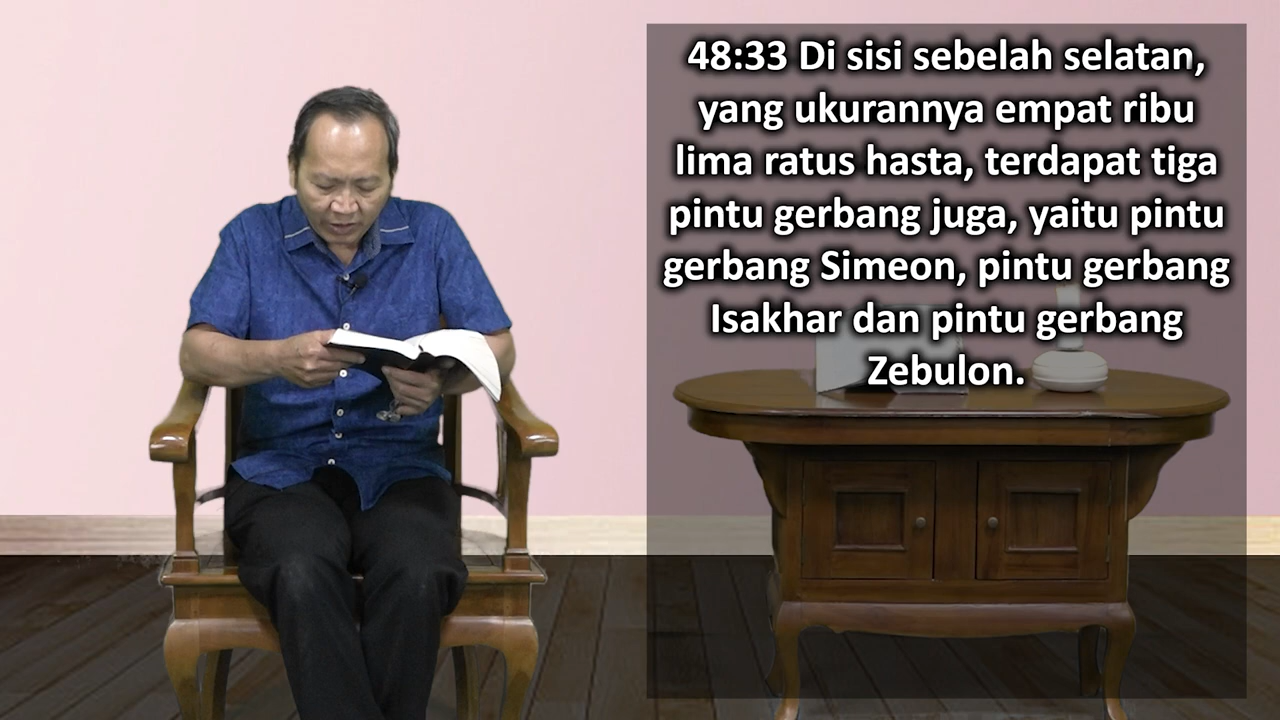 48:33 Di sisi sebelah selatan,
yang ukurannya empat ribu
lima ratus hasta, terdapat tiga
pintu gerbang juga, yaitu pintu
gerbang Simeon, pintu gerbang
Isakhar dan pintu gerbang
Zebulon.